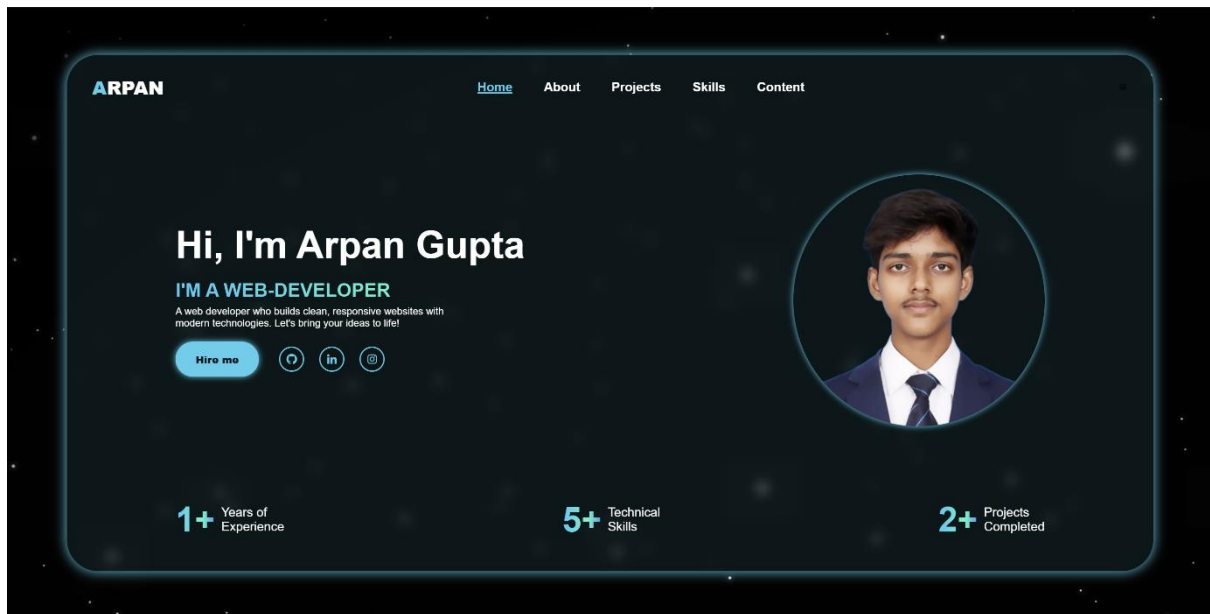 ARPAN
Home About Projects Skills Content
Hi, I'm Arpan Gupta
I'M A WEB-DEVELOPER
A web developer who builds clean, responsive websites with
modern technologies. Let's bring your ideas to life!
Hire me
in
1+ Years of
Experience
5+ Technical
Skills
2+ Projects
Completed